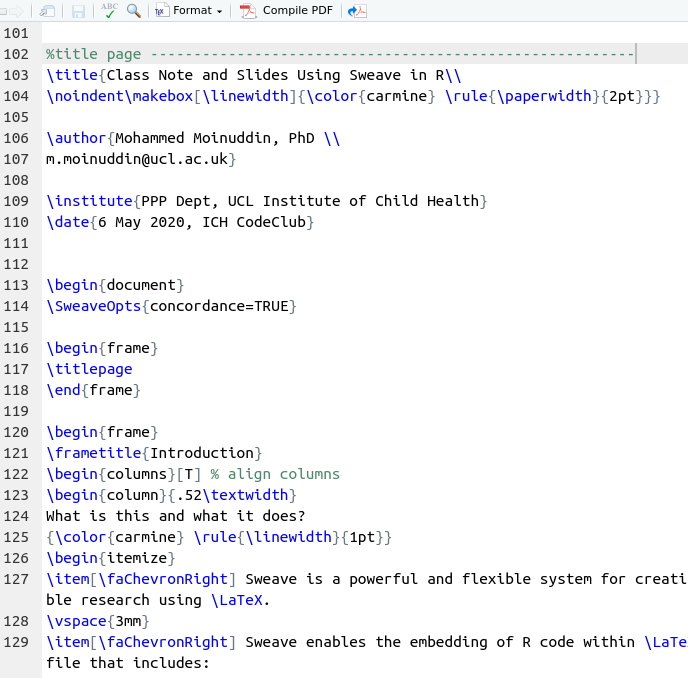 ABC
Format
Compile PDF
101
102 %title page --------------------------------------------------------
103 \title{Class Note and Slides Using Sweave in R\\
104 \noindent\makebox[\linewidth]{\color{carmine} \rule{\paperwidth}{2pt}}}
105
106 \author{Mohammed Moinuddin, PhD \\
107 m.moinuddin@ucl.ac.uk}
108
109 \institute{PPP Dept, UCL Institute of Child Health}
110 \date{6 May 2020, ICH CodeClub}
111
112
113 \begin{document}
114 \SweaveOpts{concordance=TRUE}
115
116 \begin{frame}
117 \titlepage
118 \end{frame}
119
120 \begin{frame}
121 \frametitle{Introduction}
122 \begin{columns}[T] % align columns
123 \begin{column}{.52\textwidth}
124 What is this and what it does?
125 {\color{carmine} \rule{\linewidth}{1pt}}
126 \begin{itemize}
127 \item[\faChevronRight] Sweave is a powerful and flexible system for creati
ble research using \LaTeX.
128 \vspace{3mm}
129 \item[\faChevronRight] Sweave enables the embedding of R code within \LaTe
file that includes: